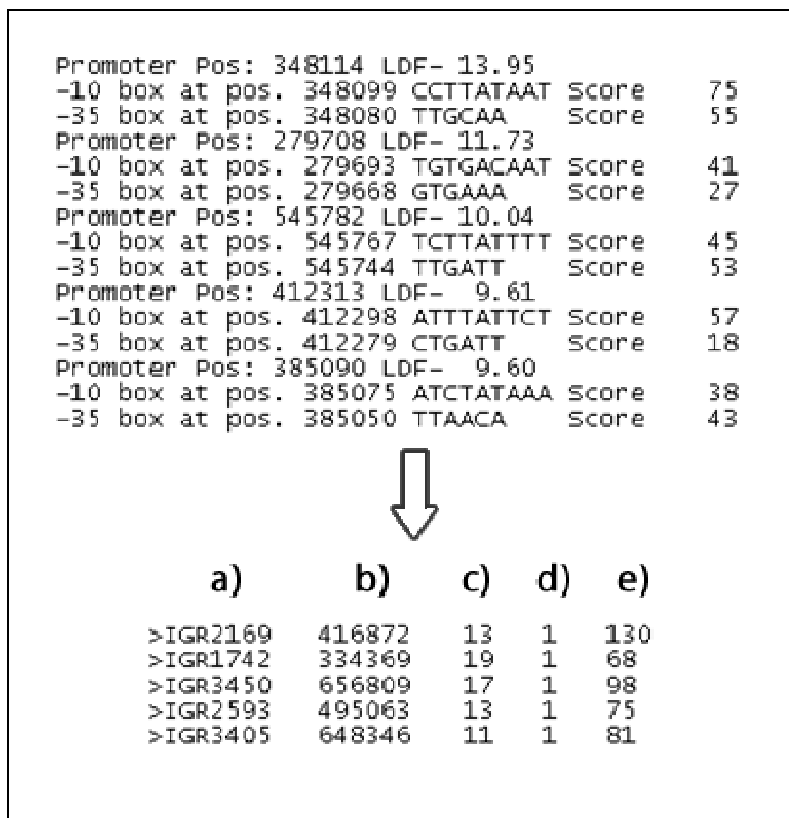 Promoter Pos: 348114 LDF- 13.95
-10 box at pos. 348099 CCTTATAAT Score 75
-35 box at pos. 348080 TTGCAA Score 55
Promoter Pos: 279708 LDF- 11.73
-10 box at pos. 279693 TGTGACAAT Score 41
-35 box at pos. 279668 GTGAAA Score 27
Promoter Pos: 545782 LDF- 10.04
-10 box at pos. 545767 TCTTATTTT Score 45
-35 box at pos. 545744 TTGATT Score 53
Promoter Pos: 412313 LDF- 9.61
-10 box at pos. 412298 ATTTATTCT Score 57
-35 box at pos. 412279 CTGATT Score 18
Promoter Pos: 385090 LDF- 9.60
-10 box at pos. 385075 ATCTATAAA Score 38
-35 box at pos. 385050 TTAACA Score 43
a) b) c) d) e)
>IGR2169 416872 13 1 130
>IGR1742 334369 19 1 68
>IGR3450 656809 17 1 98
>IGR2593 495063 13 1 75
>IGR3405 648346 11 1 81